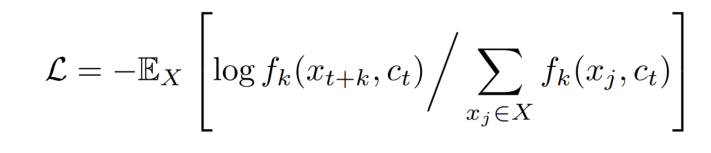 $\mathcal{L} = -\mathbb{E}_X \left[ \log f_k(x_{t+k}, c_t) \Big/ \sum_{x_j \in X} f_k(x_j, c_t) \right]$